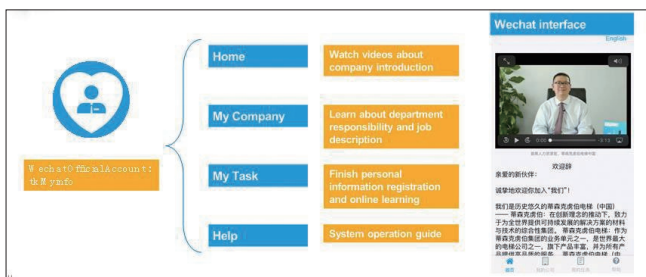 Wechat Official Account:
tkMyinfo
Home
Watch videos about
company introduction
My Company
Learn about department
responsibility and job
description
My Task
Finish personal
information registration
and online learning
Help
System operation guide
Wechat interface
English
0:00
欢迎辞
亲爱的新伙伴:
诚挚地欢迎你加入“我们”!
我们是历史悠久的蒂森克虏伯电梯(中国)
—— 蒂森克虏伯:在创新理念的推动下,致力
于为全世界提供可持续发展的解决方案的材料
与技术的综合性集团。蒂森克虏伯电梯:作为
蒂森克虏伯集团的业务单元之一,是世界最大
的电梯公司之一,旗下产品丰富,并为所有产